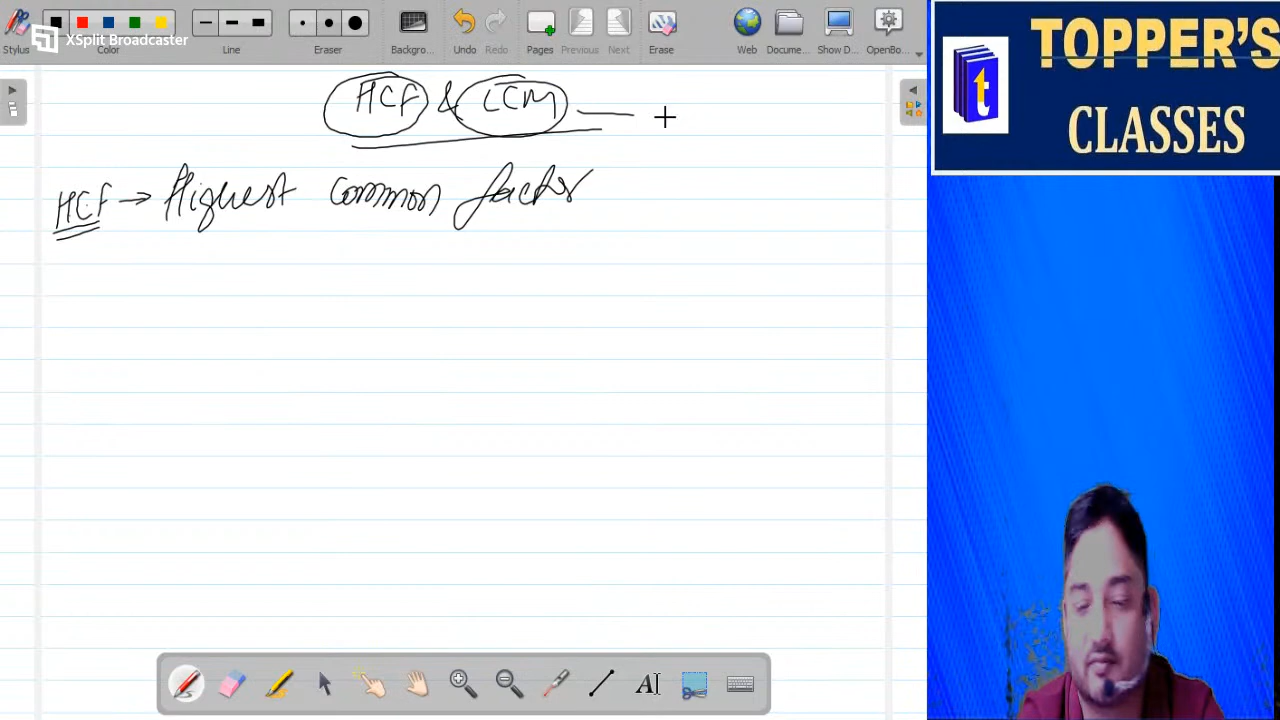 Stylus
Color
Line
Eraser
Backgro...
Undo
Redo
Pages
Previous
Next
Erase
Web
Docume...
Show D...
OpenBo...
XSplit Broadcaster
TOPPER'S
CLASSES
t
HCF & LCM
HCF → Highest common factor
A